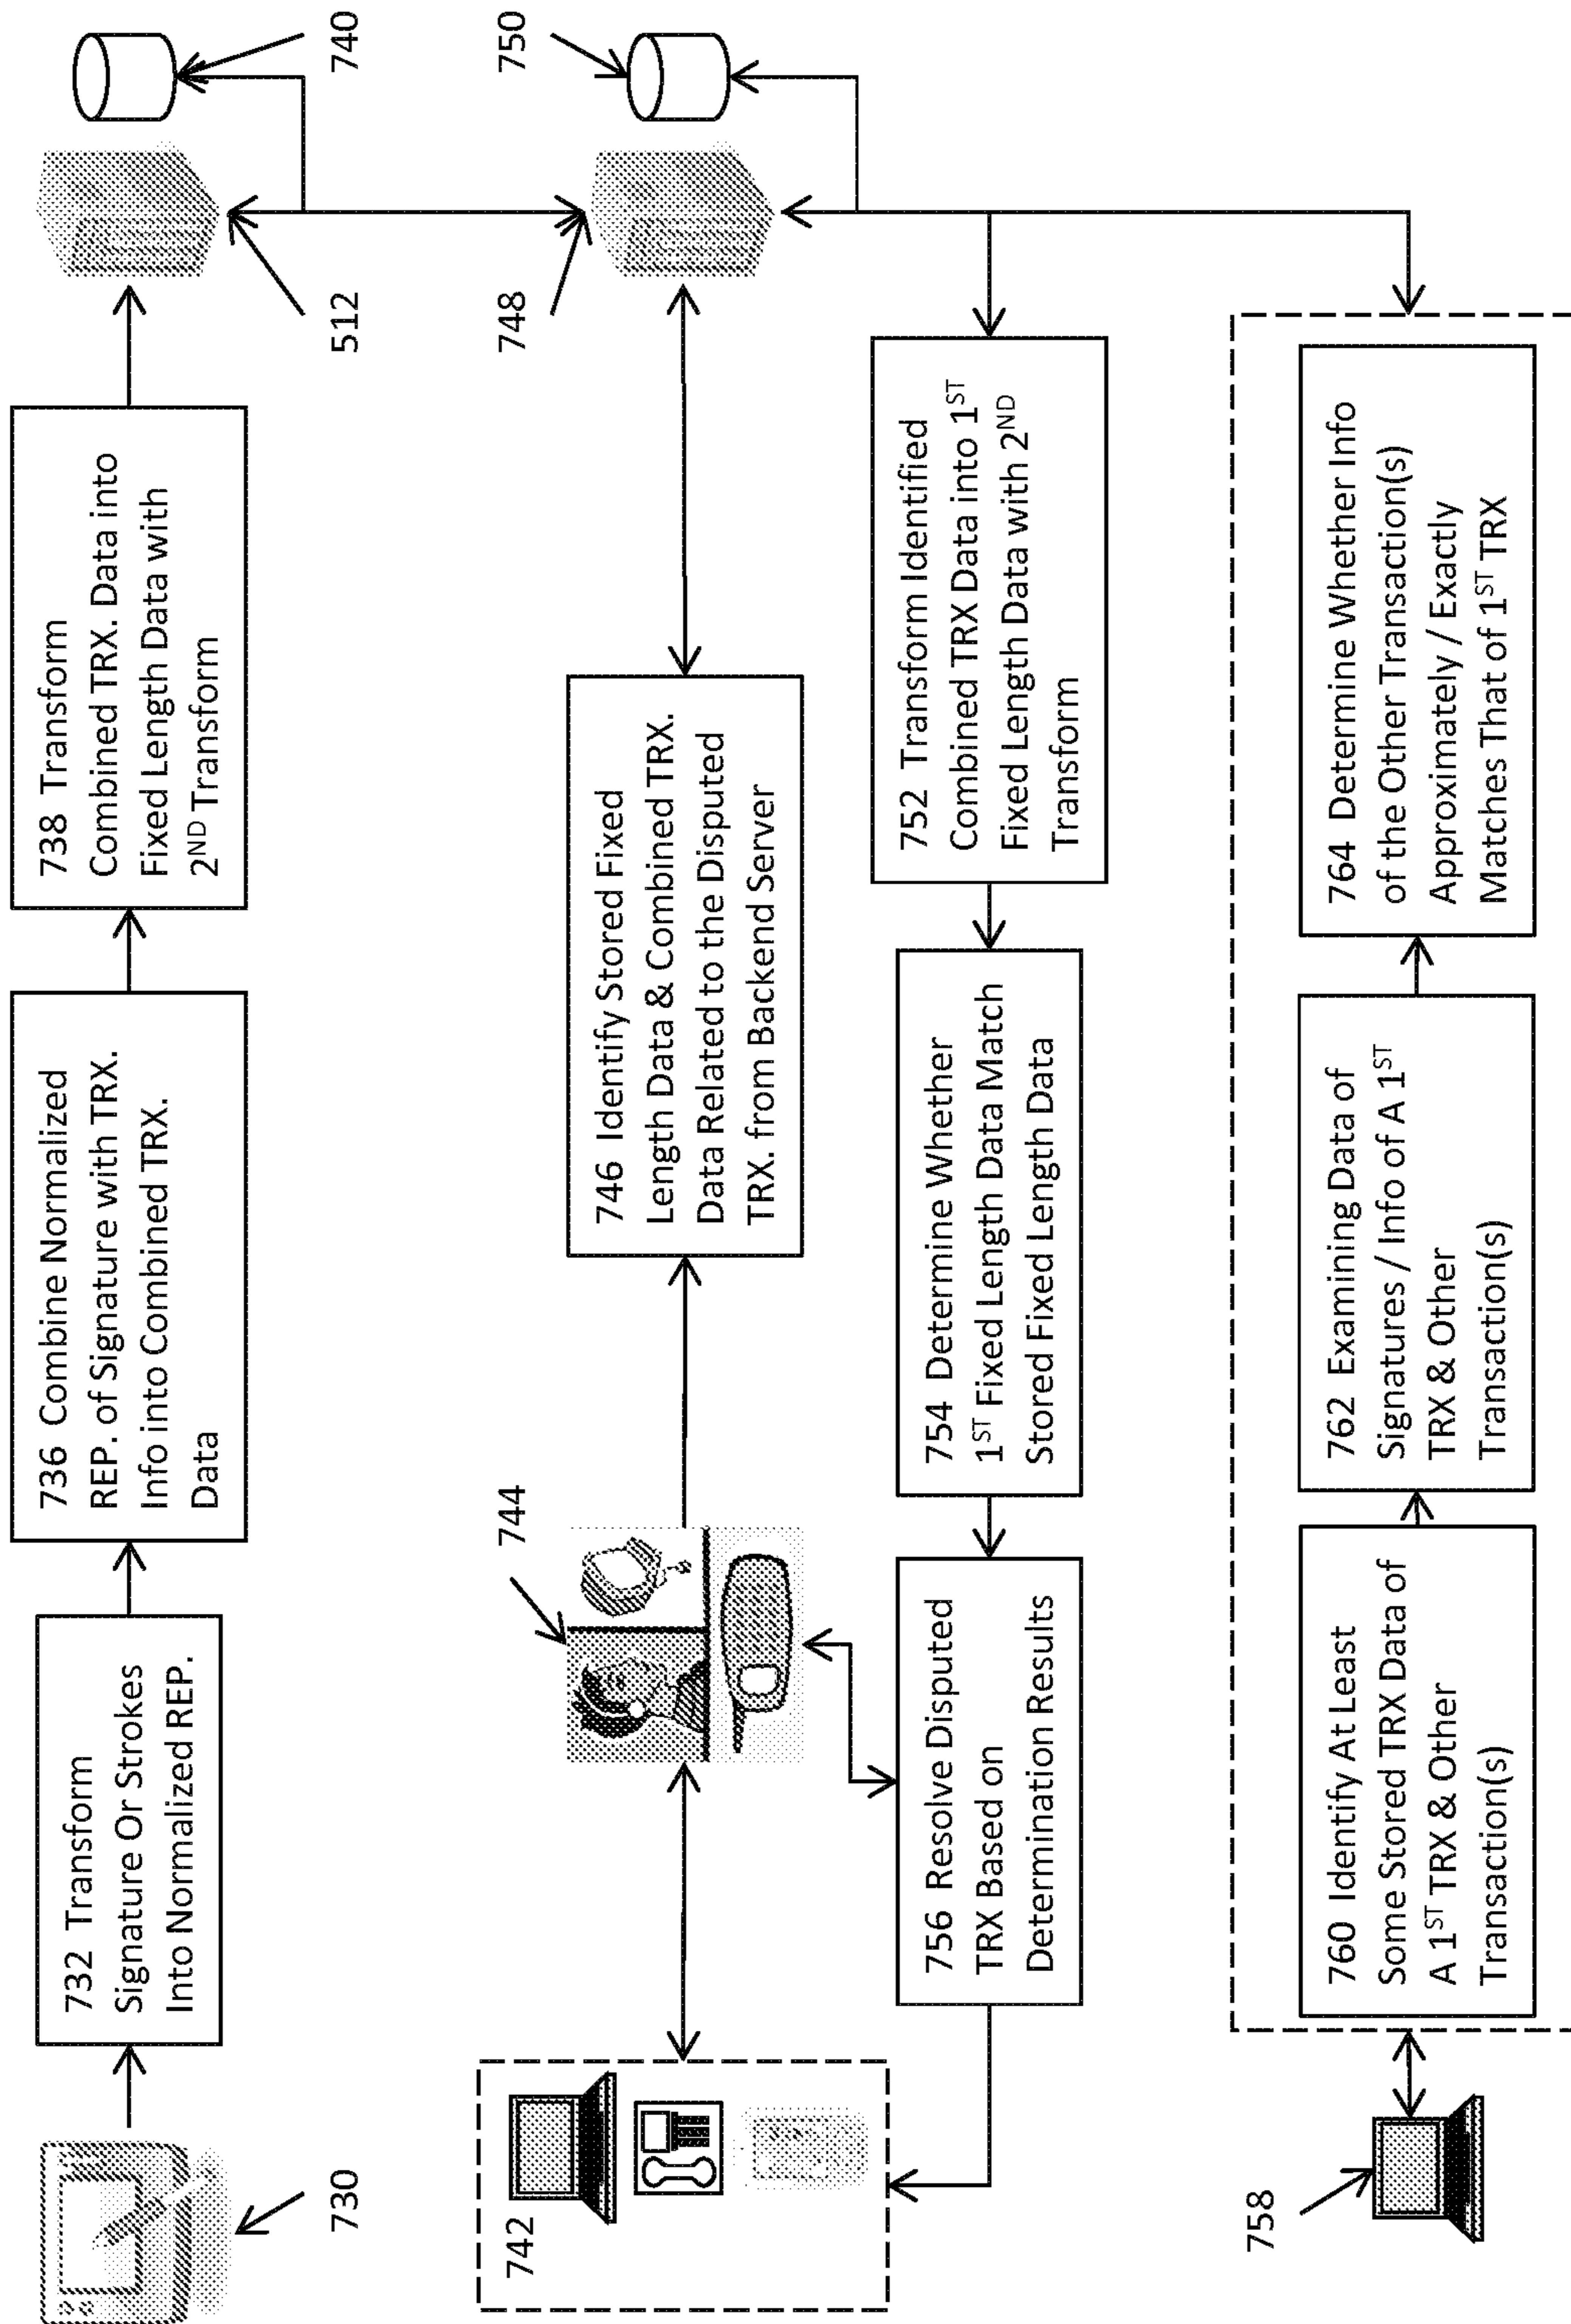 730
732 Transform
Signature Or Strokes
Into Normalized REP.
736 Combine Normalized
REP. of Signature with TRX.
Info into Combined TRX.
Data
738 Transform
Combined TRX. Data into
Fixed Length Data with
2ND Transform
512
740
742
744
746 Identify Stored Fixed
Length Data & Combined TRX.
Data Related to the Disputed
TRX. from Backend Server
748
750
756 Resolve Disputed
TRX Based on
Determination Results
754 Determine Whether
1ST Fixed Length Data Match
Stored Fixed Length Data
752 Transform Identified
Combined TRX Data into 1ST
Fixed Length Data with 2ND
Transform
758
760 Identify At Least
Some Stored TRX Data of
A 1ST TRX & Other
Transaction(s)
762 Examining Data of
Signatures / Info of A 1ST
TRX & Other
Transaction(s)
764 Determine Whether Info
of the Other Transaction(s)
Approximately / Exactly
Matches That of 1ST TRX